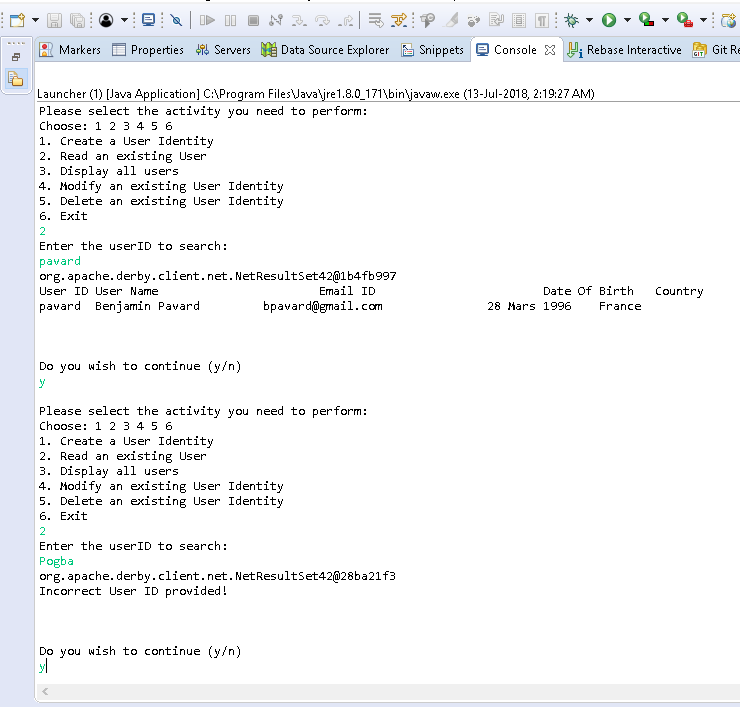 Markers Properties Servers Data Source Explorer Snippets Console Rebase Interactive Git Re
Launcher (1) [Java Application] C:\Program Files\Java\jre1.8.0_171\bin\javaw.exe (13-Jul-2018, 2:19:27 AM)
Please select the activity you need to perform:
Choose: 1 2 3 4 5 6
1. Create a User Identity
2. Read an existing User
3. Display all users
4. Modify an existing User Identity
5. Delete an existing User Identity
6. Exit
2
Enter the userID to search:
pavard
org.apache.derby.client.net.NetResultSet42@1b4fb997
User ID User Name Email ID Date Of Birth Country
pavard Benjamin Pavard bpavard@gmail.com 28 Mars 1996 France
Do you wish to continue (y/n)
y
Please select the activity you need to perform:
Choose: 1 2 3 4 5 6
1. Create a User Identity
2. Read an existing User
3. Display all users
4. Modify an existing User Identity
5. Delete an existing User Identity
6. Exit
2
Enter the userID to search:
Pogba
org.apache.derby.client.net.NetResultSet42@28ba21f3
Incorrect User ID provided!
Do you wish to continue (y/n)
y